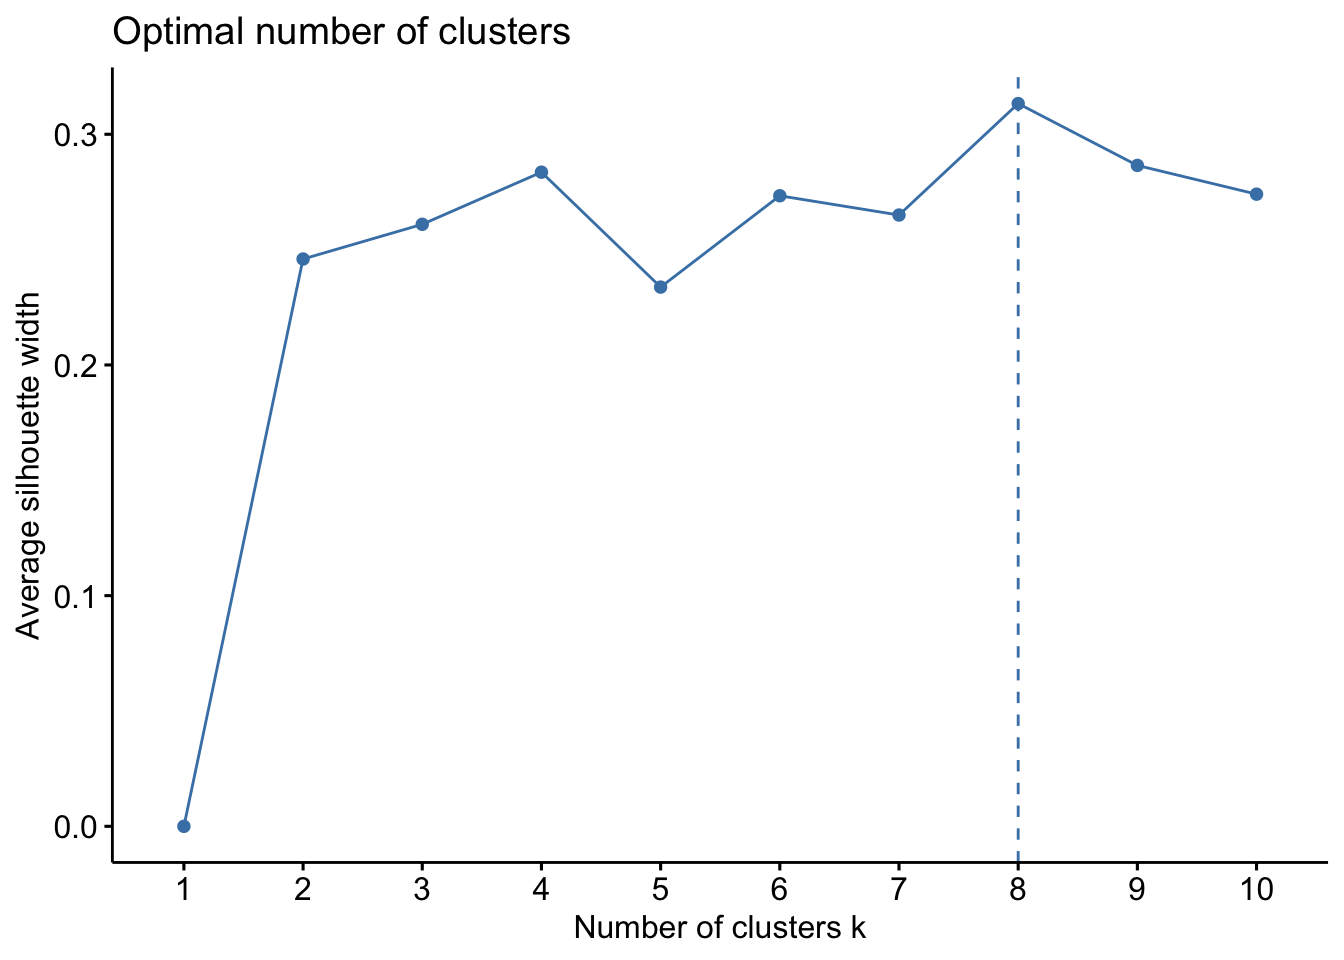 Optimal number of clusters
Average silhouette width
0.3
0.2
0.1
0.0
1 2 3 4 5 6 7 8 9 10
Number of clusters k